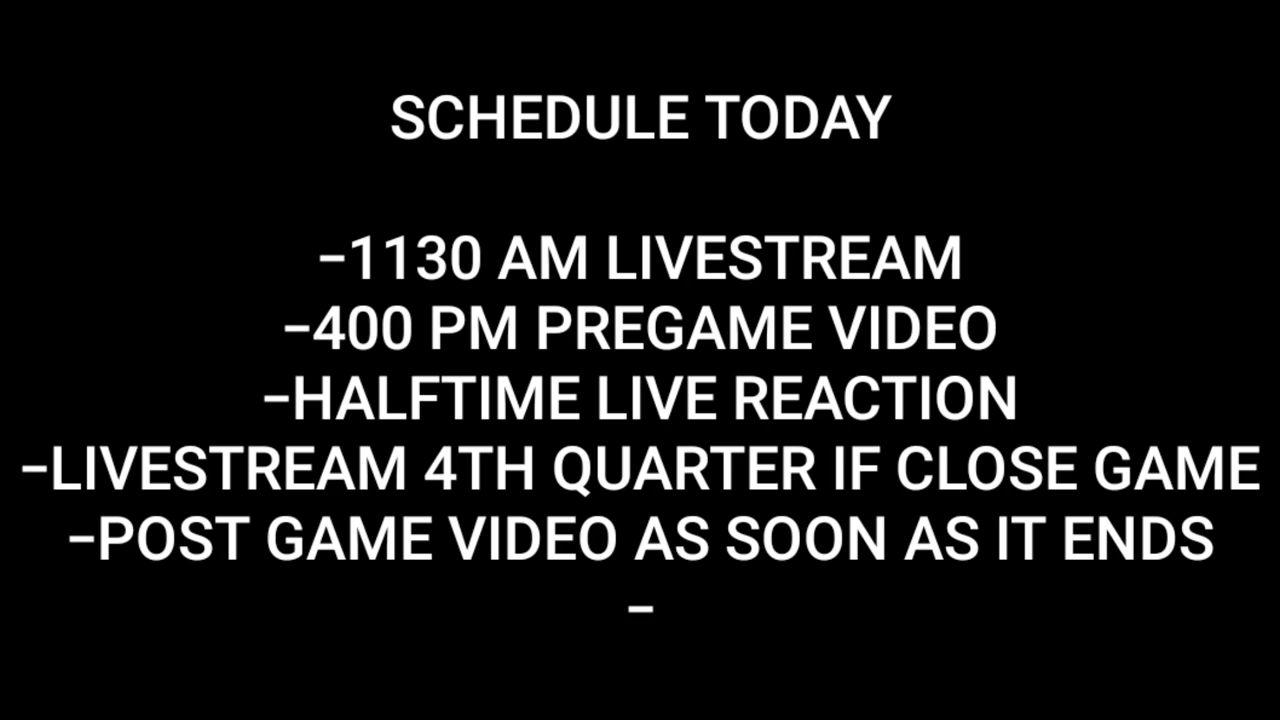 SCHEDULE TODAY
-1130 AM LIVESTREAM
-400 PM PREGAME VIDEO
-HALFTIME LIVE REACTION
-LIVESTREAM 4TH QUARTER IF CLOSE GAME
-POST GAME VIDEO AS SOON AS IT ENDS
-